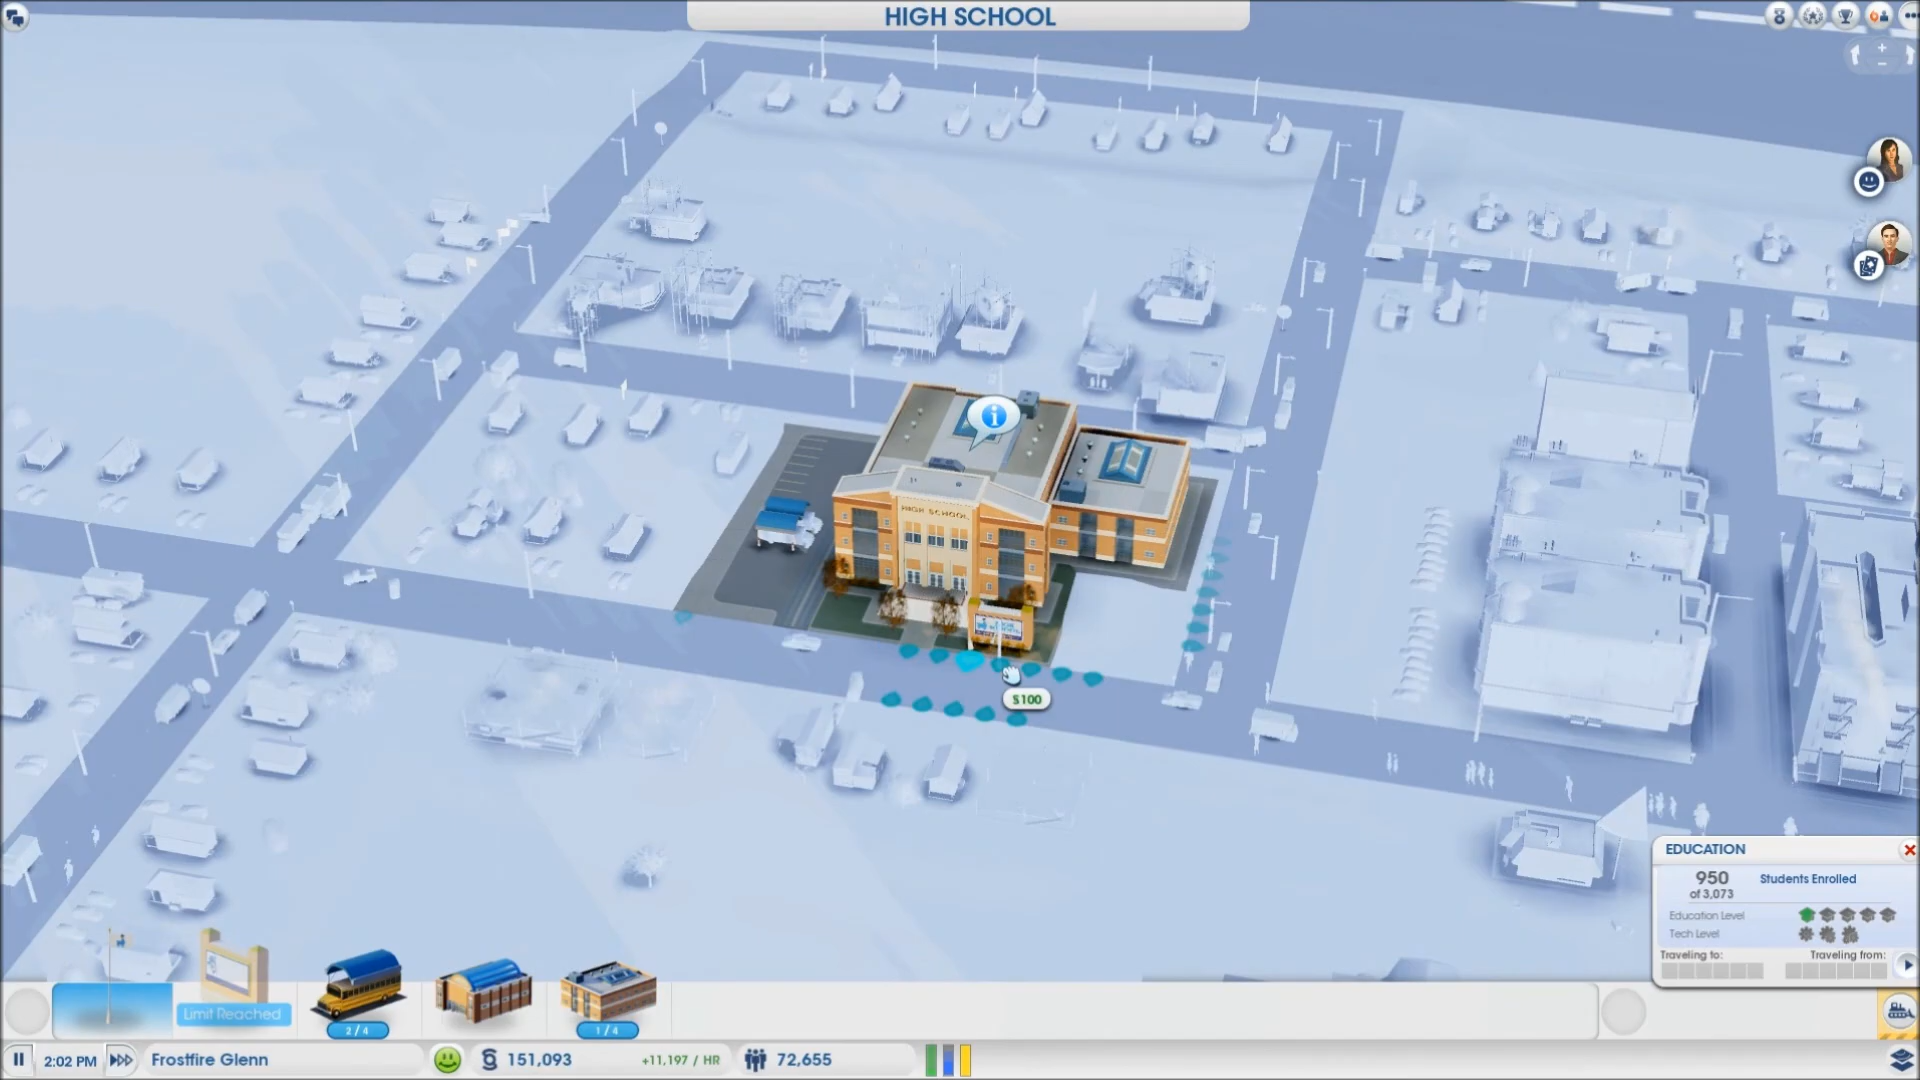 HIGH SCHOOL
HIGH SCHOOL
§100
EDUCATION
950
of 3,073
Students Enrolled
Education Level
Tech Level
Traveling to:
Traveling from:
Limit Reached
2 / 4
1 / 4
2:02 PM
Frostfire Glenn
151,093
+11,197 / HR
72,655